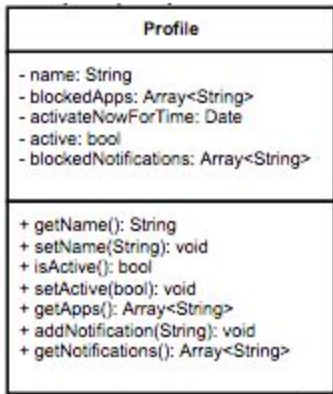 Profile
- name: String
- blockedApps: Array<String>
- activateNowForTime: Date
- active: bool
- blockedNotifications: Array<String>
+ getName(): String
+ setName(String): void
+ isActive(): bool
+ setActive(bool): void
+ getApps(): Array<String>
+ addNotification(String): void
+ getNotifications(): Array<String>